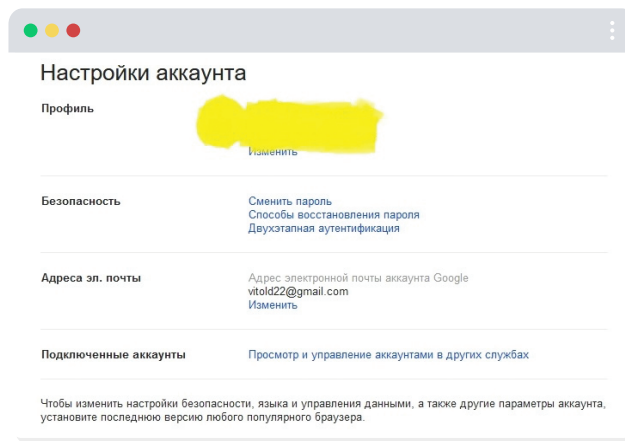 Настройки аккаунта
Профиль
Изменить
Безопасность
Сменить пароль
Способы восстановления пароля
Двухэтапная аутентификация
Адреса эл. почты
Адрес электронной почты аккаунта Google
vitold22@gmail.com
Изменить
Подключенные аккаунты
Просмотр и управление аккаунтами в других службах
Чтобы изменить настройки безопасности, языка и управления данными, а также другие параметры аккаунта,
установите последнюю версию любого популярного браузера.